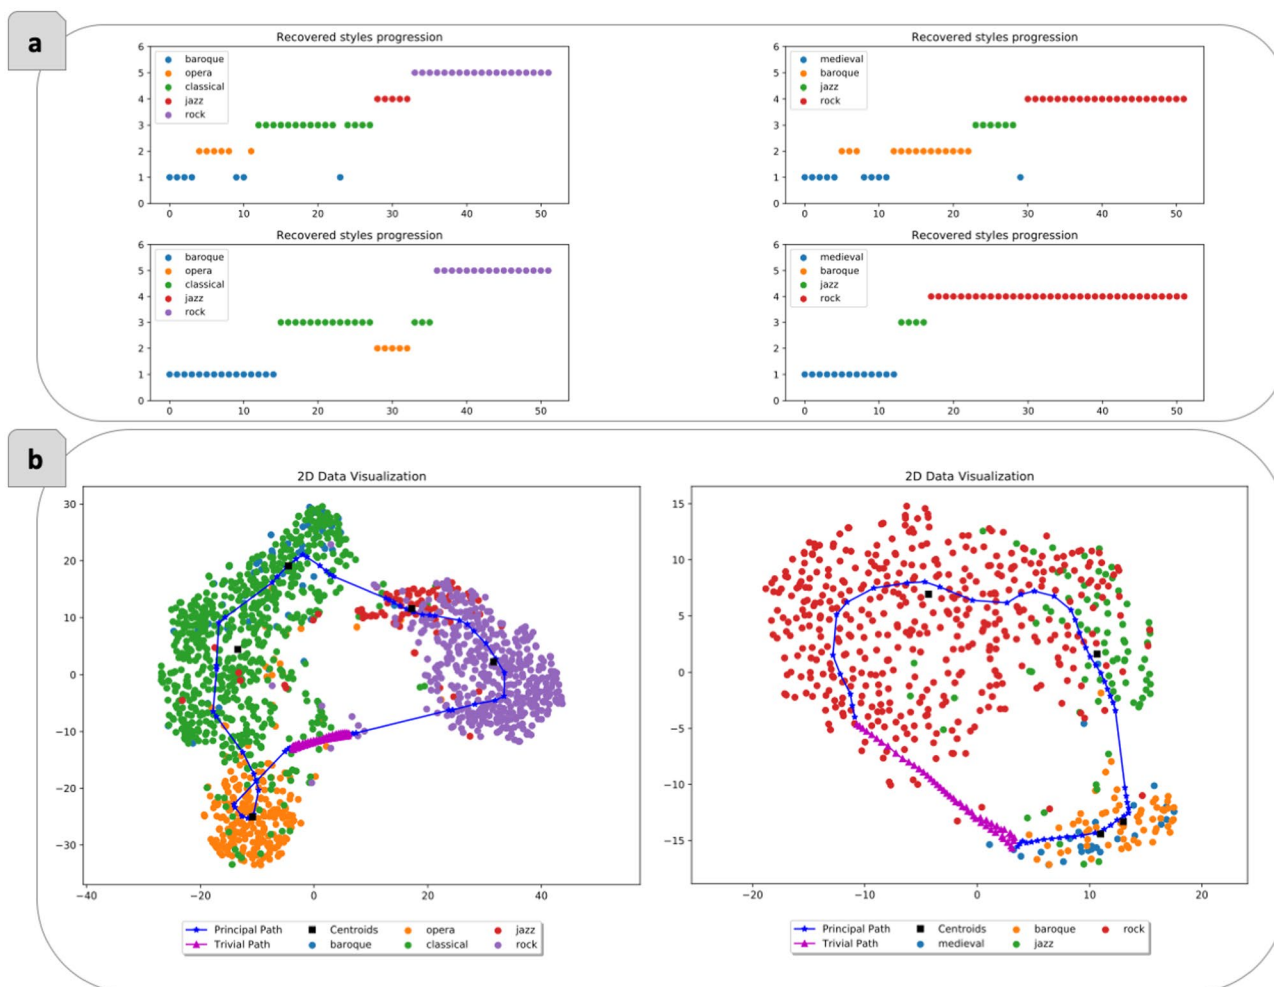 a
Recovered styles progression
6
5
4
3
2
1
0
baroque
opera
classical
jazz
rock
0 10 20 30 40 50
Recovered styles progression
6
5
4
3
2
1
0
medieval
baroque
jazz
rock
0 10 20 30 40 50
Recovered styles progression
6
5
4
3
2
1
0
baroque
opera
classical
jazz
rock
0 10 20 30 40 50
Recovered styles progression
6
5
4
3
2
1
0
medieval
baroque
jazz
rock
0 10 20 30 40 50
b
2D Data Visualization
30
20
10
0
−10
−20
−30
−40 −20 0 20 40
Principal Path Centroids opera jazz
Trivial Path baroque classical rock
2D Data Visualization
15
10
5
0
−5
−10
−15
−20 −10 0 10 20
Principal Path Centroids baroque rock
Trivial Path medieval jazz